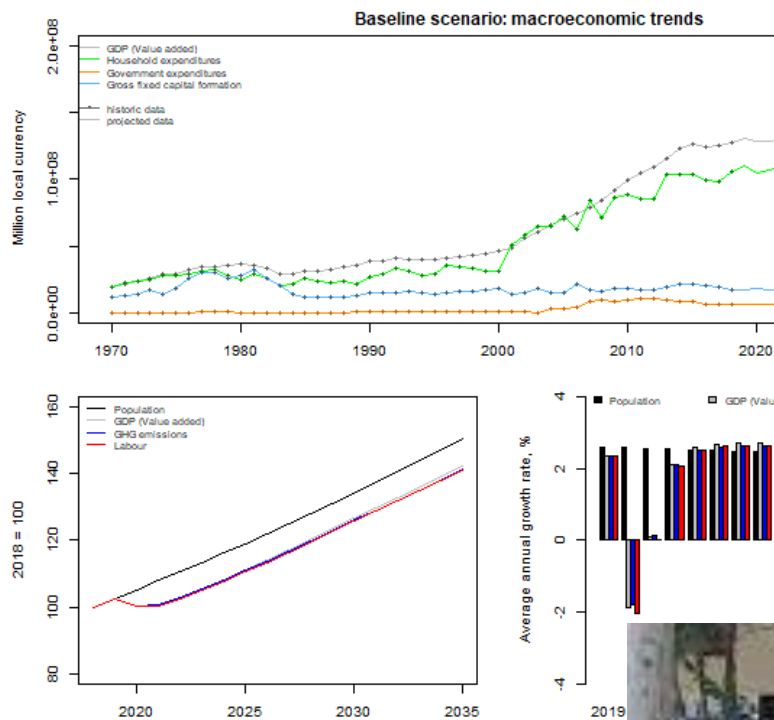 Baseline scenario: macroeconomic trends
Million local currency
2.0e+08
1.0e+08
0.0e+00
GDP (Value added)
Household expenditures
Government expenditures
Gross fixed capital formation
historic data
projected data
1970 1980 1990 2000 2010 2020
2018 = 100
160
140
120
100
80
Population
GDP (Value added)
GHG emissions
Labour
2020 2025 2030 2035
Average annual growth rate, %
4
2
0
-2
-4
Population GDP (Valu
2019